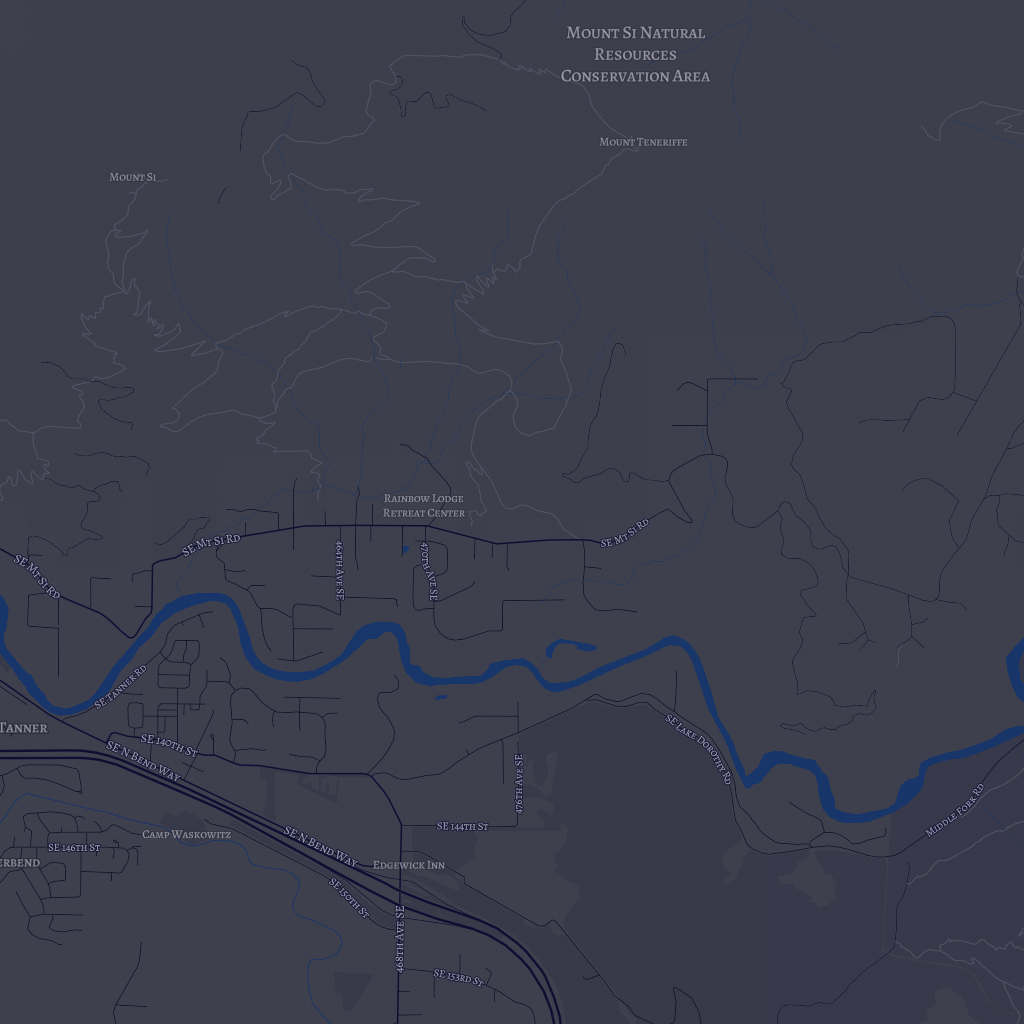 Mount Si Natural
Resources
Conservation Area
Mount Teneriffe
Mount Si
Rainbow Lodge
Retreat Center
SE Mt Si Rd
SE Mt Si Rd
SE Mt Si Rd
464th Ave SE
470th Ave SE
SE Tanner Rd
Tanner
SE 140th St
SE N Bend Way
SE Lake Dorothy Rd
476th Ave SE
Middle Fork Rd
SE 144th St
Camp Waskowitz
SE N Bend Way
SE 146th St
erbend
Edgewick Inn
SE 150th St
468th Ave SE
SE 153rd St